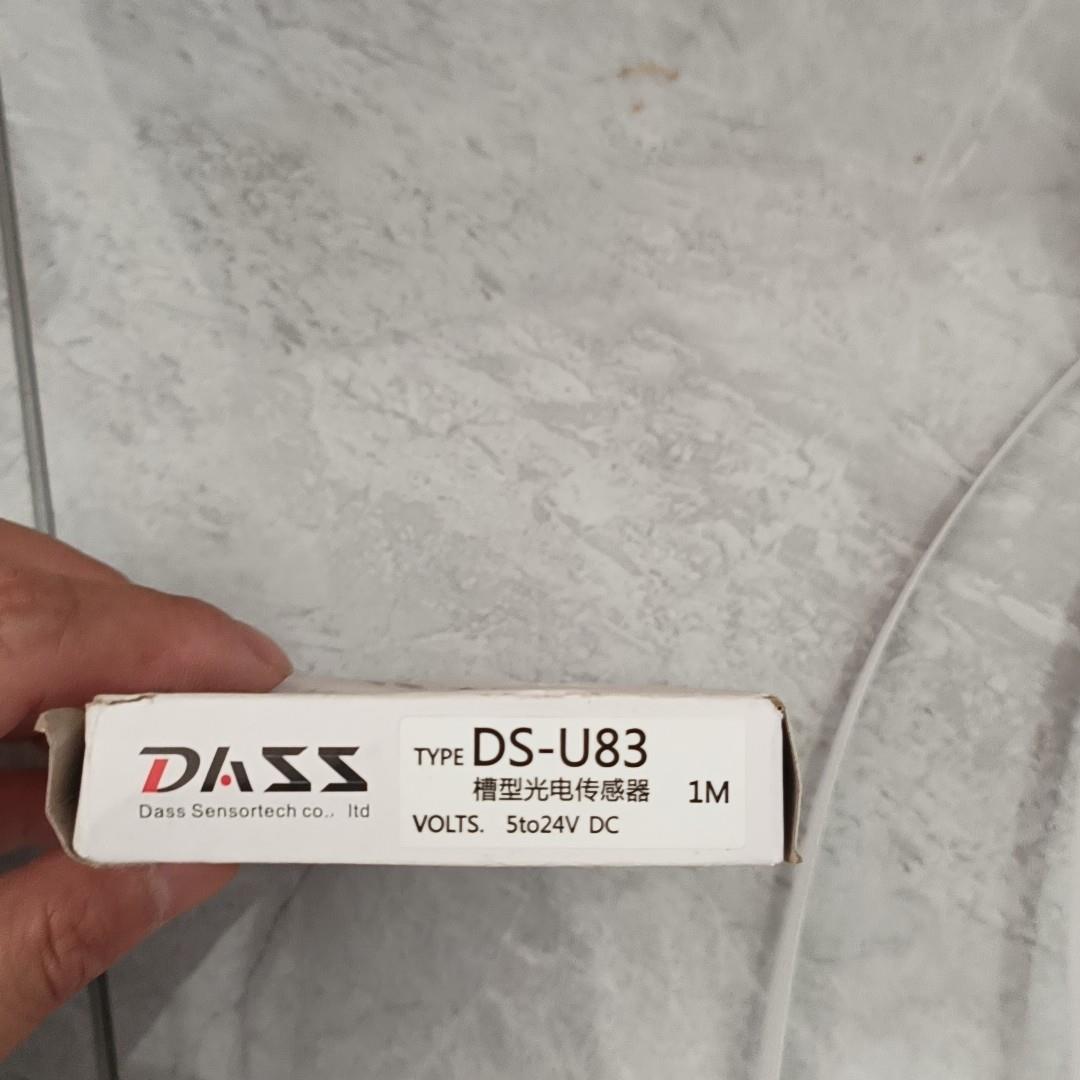 DASS
Dass Sensortech co.,  ltd
TYPE DS-U83
槽型光电传感器 1M
VOLTS. 5to24V DC